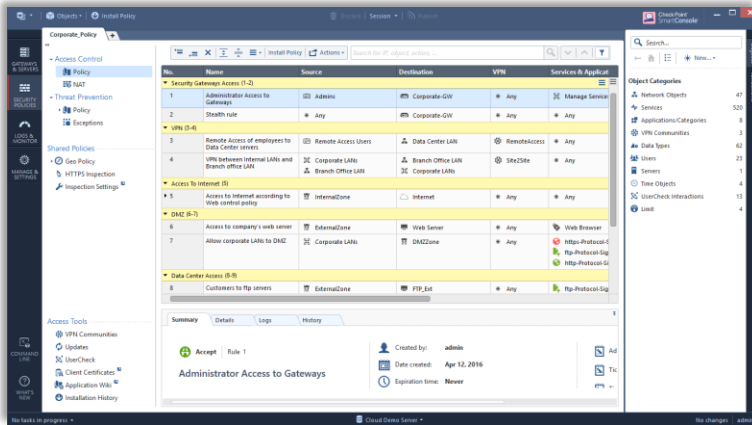 Objects
Install Policy
Discard
Session
Publish
Check Point
SmartConsole
Corporate_Policy
+
GATEWAYS
& SERVERS
SECURITY
POLICIES
LOGS &
MONITOR
MANAGE &
SETTINGS
COMMAND
LINE
WHAT'S
NEW
Access Control
Policy
NAT
Threat Prevention
Policy
Exceptions
Shared Policies
Geo Policy
HTTPS Inspection
Inspection Settings
Access Tools
VPN Communities
Updates
UserCheck
Client Certificates
Application Wiki
Installation History
Install Policy
Actions
Search for IP, object, action, ...
No. Name Source Destination VPN Services & Applicat
Security Gateways Access (1-2)
1 Administrator Access to Gateways Admins Corporate-GW Any Manage Service
2 Stealth rule Any Corporate-GW Any Any
VPN (3-4)
3 Remote Access of employees to Data Center servers Remote Access Users Data Center LAN RemoteAccess Any
4 VPN between Internal LANs and Branch office LAN Corporate LANs Branch Office LAN Branch Office LAN Corporate LANs Site2Site Any
Access To Internet (5)
5 Access to Internet according to Web control policy InternalZone Internet Any Any
DMZ (6-7)
6 Access to company's web server ExternalZone Web Server Any Web Browser
7 Allow corporate LANs to DMZ Corporate LANs DMZZone Any https-Protocol-S
ftp-Protocol-Sig
http-Protocol-Si
Data Center Access (8-9)
8 Customers to ftp servers ExternalZone FTP_Ext Any ftp-Protocol-Sig
Summary Details Logs History
Accept Rule 1
Administrator Access to Gateways
Created by: admin
Date created: Apr 12, 2016
Expiration time: Never
Ad
Tic
Search...
New...
Object Categories
Network Objects 47
Services 520
Applications/Categories 8
VPN Communities 3
Data Types 62
Users 23
Servers 1
Time Objects 4
UserCheck Interactions 13
Limit 4
No tasks in progress
Cloud Demo Server
No changes
admi